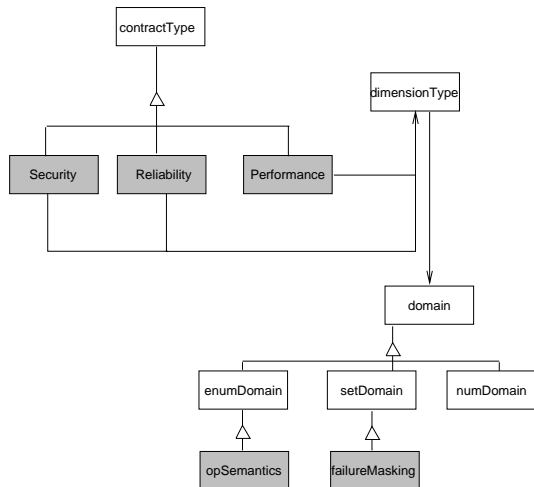 contractType
dimensionType
Security
Reliability
Performance
domain
enumDomain
setDomain
numDomain
opSemantics
failureMasking